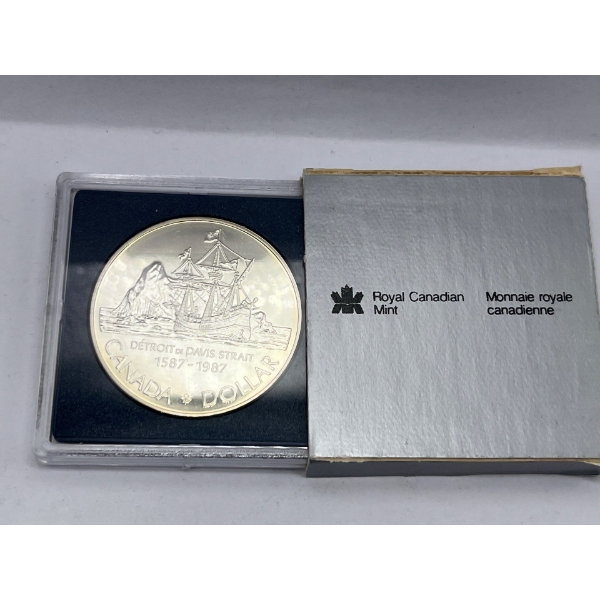 DÉTROIT DE DAVIS STRAIT
1587-1987
CANADA DOLLAR
Royal Canadian
Mint
Monnaie royale
canadienne